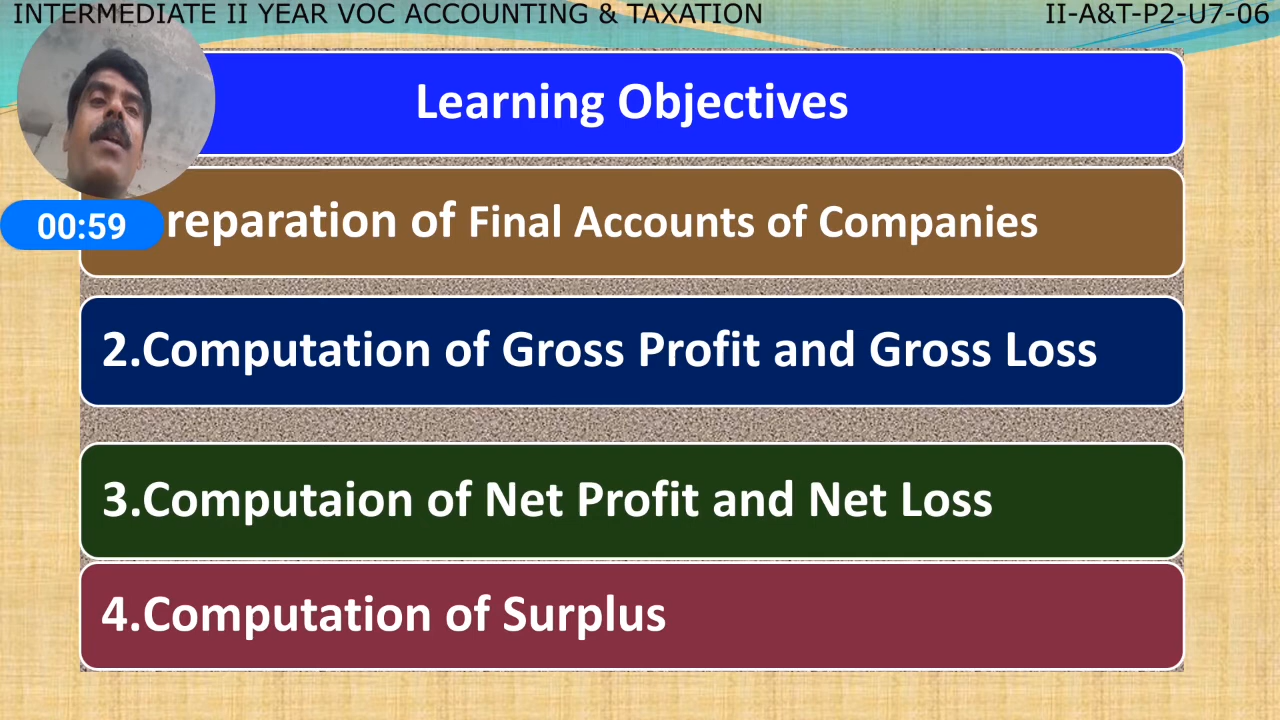 INTERMEDIATE II YEAR VOC ACCOUNTING & TAXATION II-A&T-P2-U7-06
Learning Objectives
00:59
reparation of Final Accounts of Companies
2.Computation of Gross Profit and Gross Loss
3.Computaion of Net Profit and Net Loss
4.Computation of Surplus